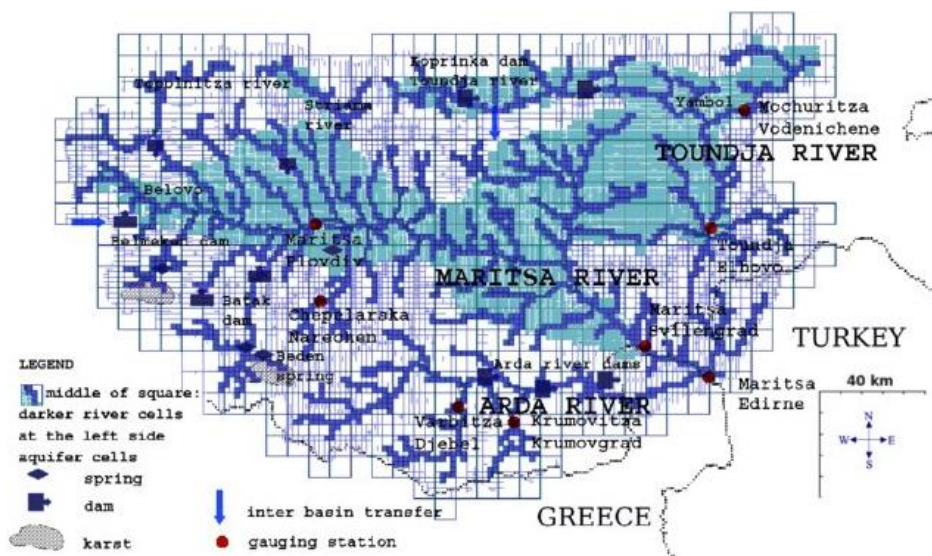 Koprinka dam
Toundja river
Topolnitza river
Striama
river
Yambol
Mochuritza
Vodenichene
TOUNDJA RIVER
Belovo
Belmeken dam
Maritsa
Plovdiv
Toundja
Elhovo
MARITSA RIVER
Batak
dam
Chepelarska
Narechen
Maritsa
Svilengrad
TURKEY
Beden
spring
Arda river dams
LEGEND
middle of square:
darker river cells
at the left side
aquifer cells
40 km
Maritsa
Edirne
ARDA RIVER
Varbitza
Djebel
Krumovitza
Krumovgrad
N
W E
S
spring
dam
karst
inter basin transfer
gauging station
GREECE